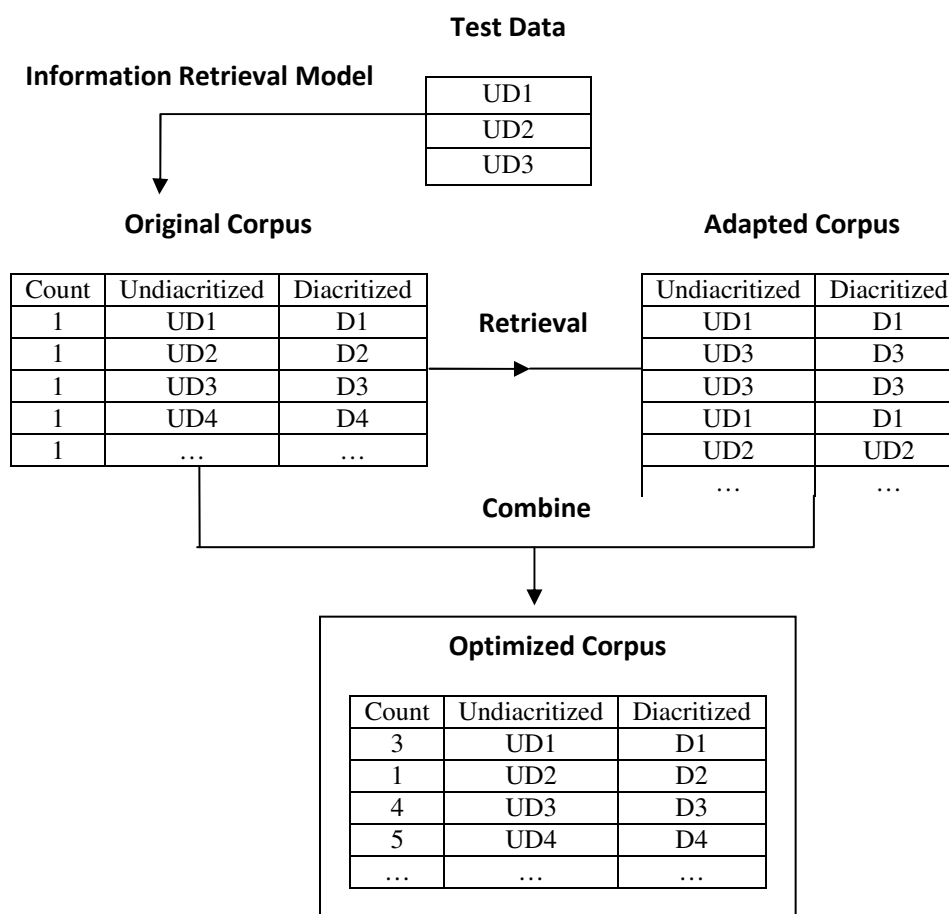 Test Data
Information Retrieval Model
UD1
UD2
UD3
Original Corpus
Count Undiacritized Diacritized
1 UD1 D1
1 UD2 D2
1 UD3 D3
1 UD4 D4
1 … …
Retrieval
Adapted Corpus
Undiacritized Diacritized
UD1 D1
UD3 D3
UD3 D3
UD1 D1
UD2 UD2
… …
Combine
Optimized Corpus
Count Undiacritized Diacritized
3 UD1 D1
1 UD2 D2
4 UD3 D3
5 UD4 D4
… … …